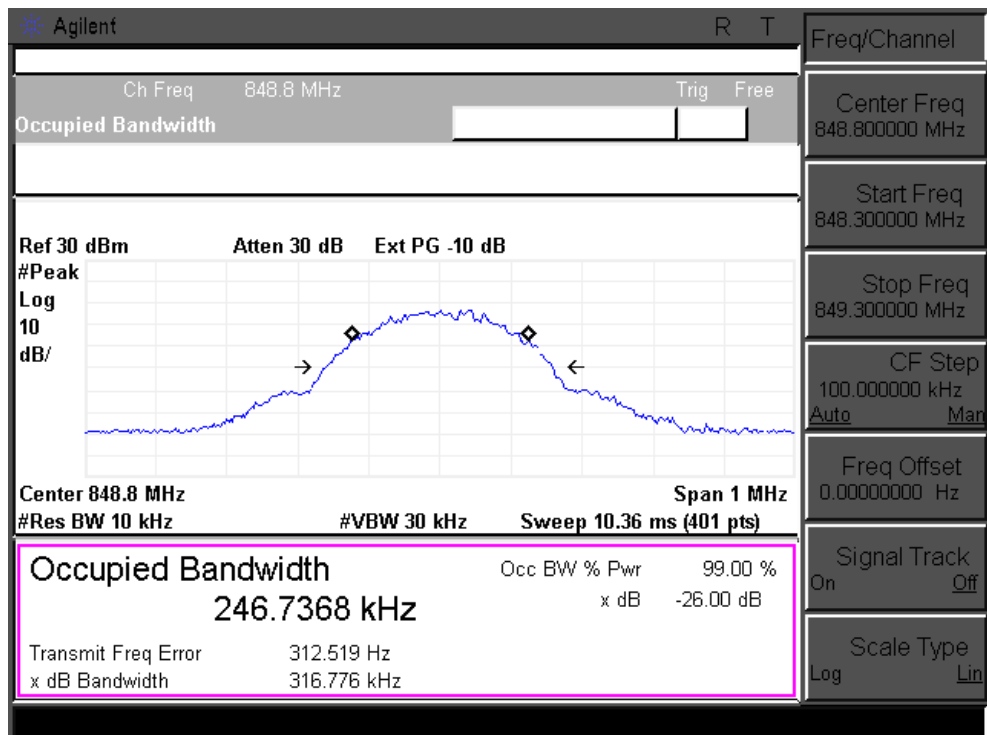 Agilent R T
Freq/Channel
Ch Freq 848.8 MHz Trig Free
Occupied Bandwidth
Center Freq
848.800000 MHz
Start Freq
848.300000 MHz
Stop Freq
849.300000 MHz
CF Step
100.000000 kHz
Auto Man
Freq Offset
0.00000000 Hz
Signal Track
On Off
Scale Type
Log Lin
Ref 30 dBm Atten 30 dB Ext PG -10 dB
#Peak
Log
10
dB/
Center 848.8 MHz Span 1 MHz
#Res BW 10 kHz #VBW 30 kHz Sweep 10.36 ms (401 pts)
Occupied Bandwidth
246.7368 kHz
Occ BW % Pwr 99.00 %
x dB -26.00 dB
Transmit Freq Error 312.519 Hz
x dB Bandwidth 316.776 kHz